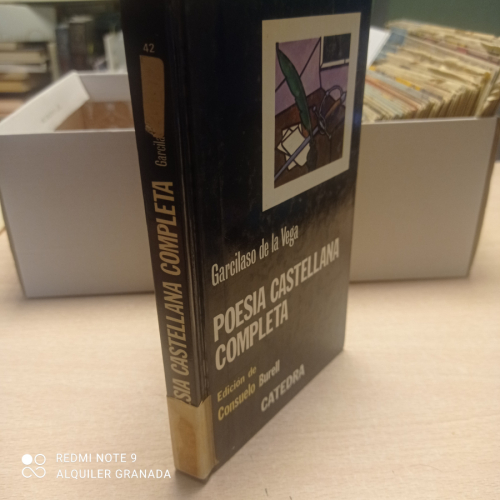 42
SIA CASTELLANA COMPLETA
Garcilaso de la Vega
POESIA CASTELLANA
COMPLETA
Edición de
Consuelo Burell
CATEDRA
REDMI NOTE 9
ALQUILER GRANADA